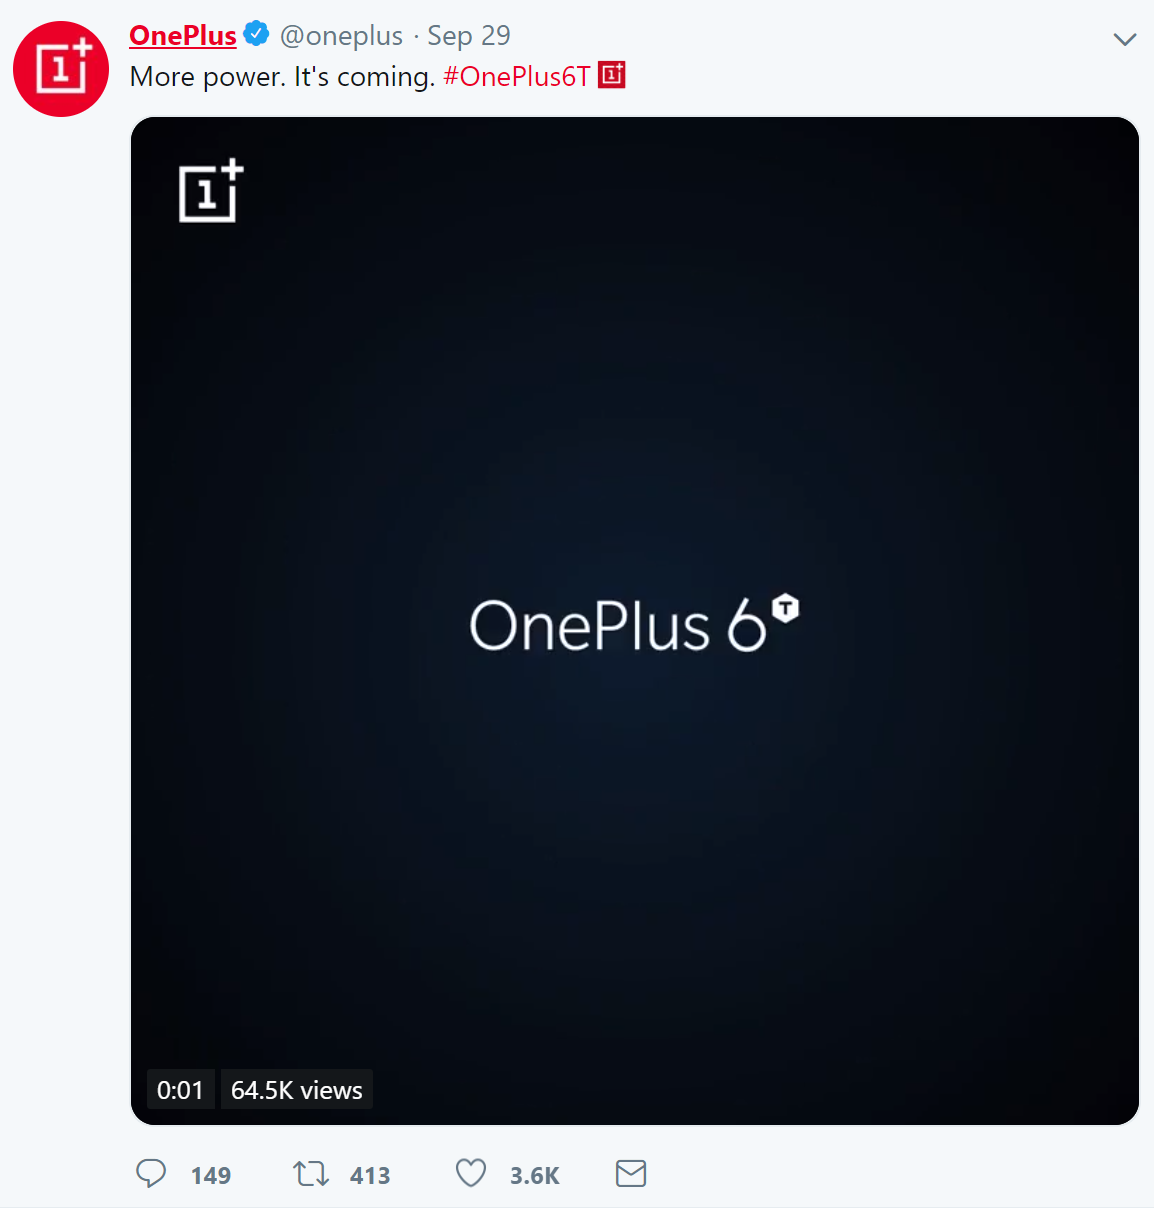 OnePlus @oneplus · Sep 29
More power. It's coming. #OnePlus6T
OnePlus 6T
0:01 64.5K views
149 413 3.6K